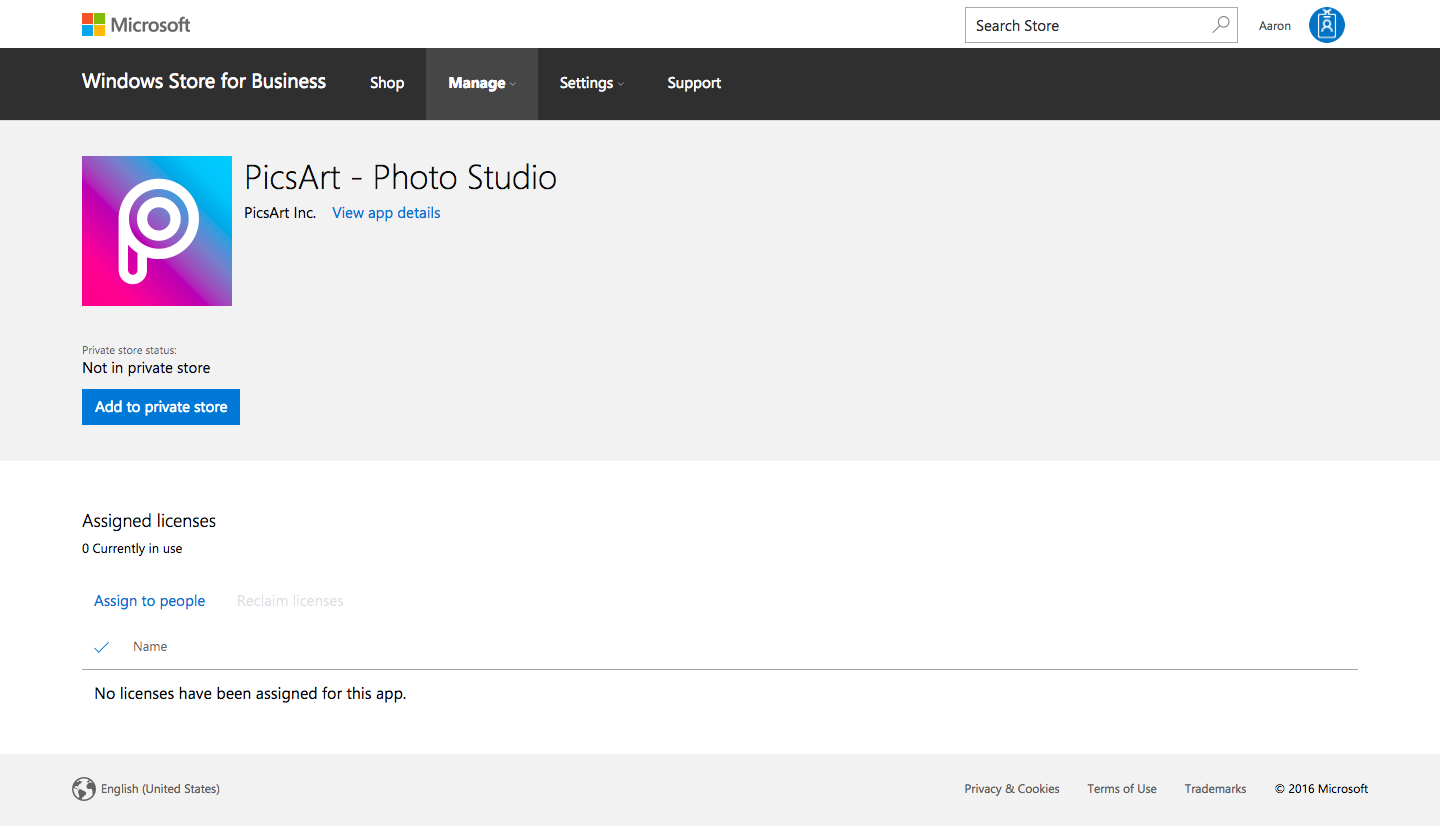 Microsoft
Search Store
Aaron
Windows Store for Business
Shop
Manage
Settings
Support
PicsArt - Photo Studio
PicsArt Inc. View app details
Private store status:
Not in private store
Add to private store
Assigned licenses
0 Currently in use
Assign to people
Reclaim licenses
Name
No licenses have been assigned for this app.
English (United States)
Privacy & Cookies
Terms of Use
Trademarks
© 2016 Microsoft